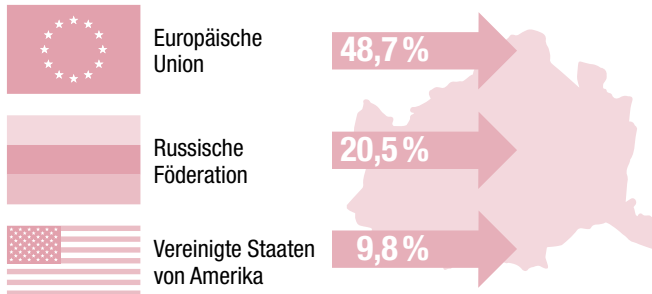 Europäische
Union
48,7 %
Russische
Föderation
20,5 %
Vereinigte Staaten
von Amerika
9,8 %